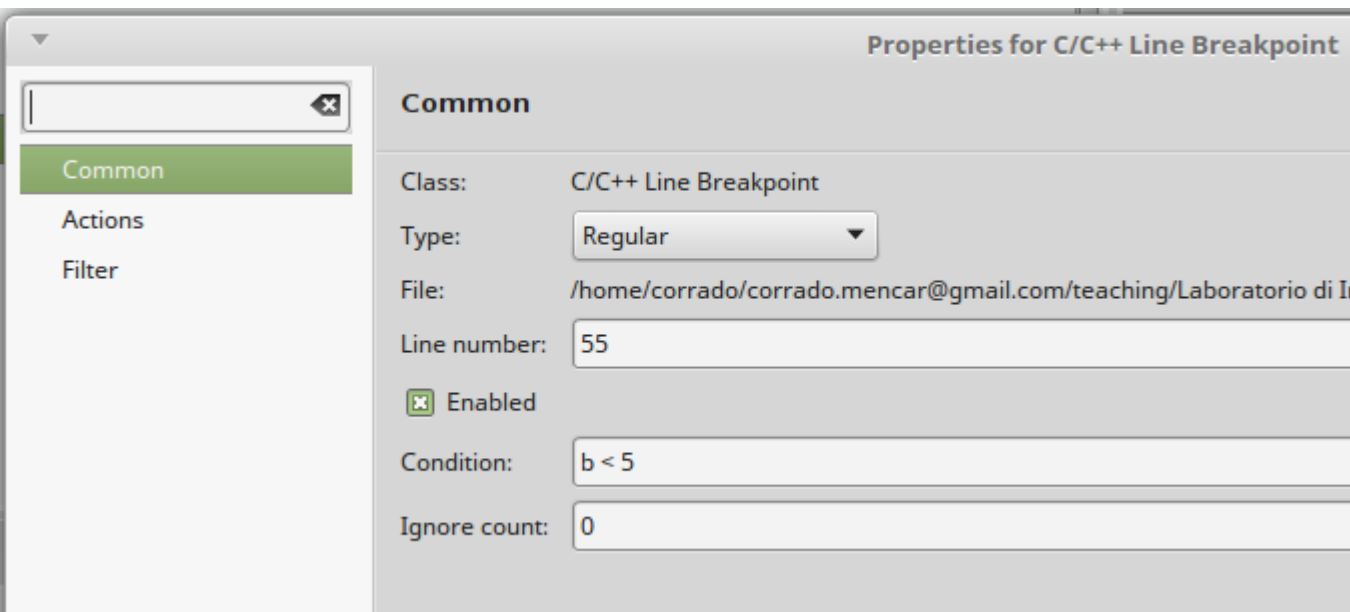 Properties for C/C++ Line Breakpoint
Common
Actions
Filter
Common
Class: C/C++ Line Breakpoint
Type: Regular
File: /home/corrado/corrado.mencar@gmail.com/teaching/Laboratorio di
Line number: 55
Enabled
Condition: b < 5
Ignore count: 0